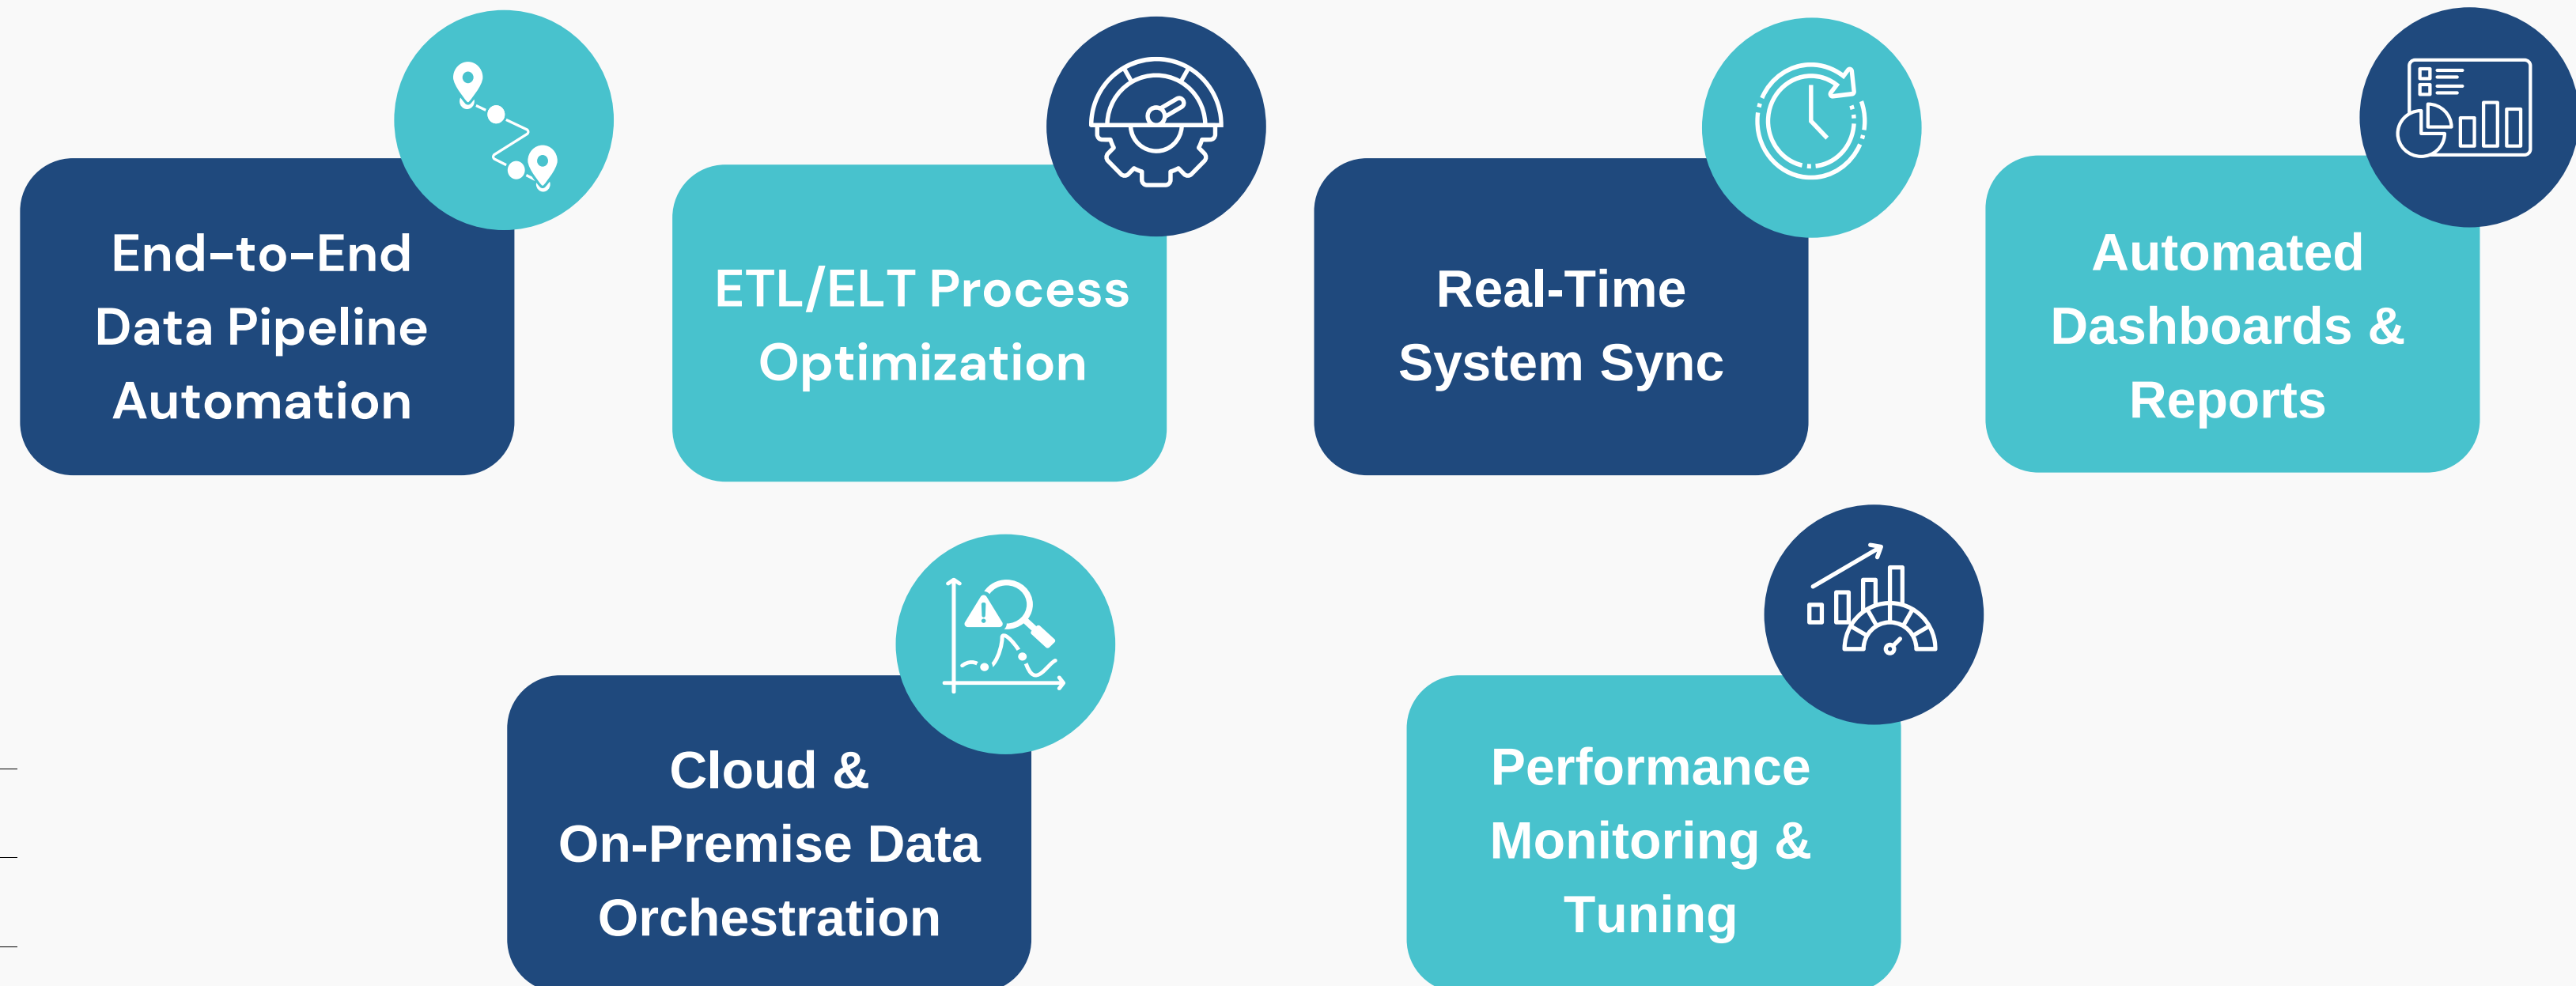 End-to-End
Data Pipeline
Automation
ETL/ELT Process
Optimization
Real-Time
System Sync
Automated
Dashboards &
Reports
Cloud &
On-Premise Data
Orchestration
Performance
Monitoring &
Tuning